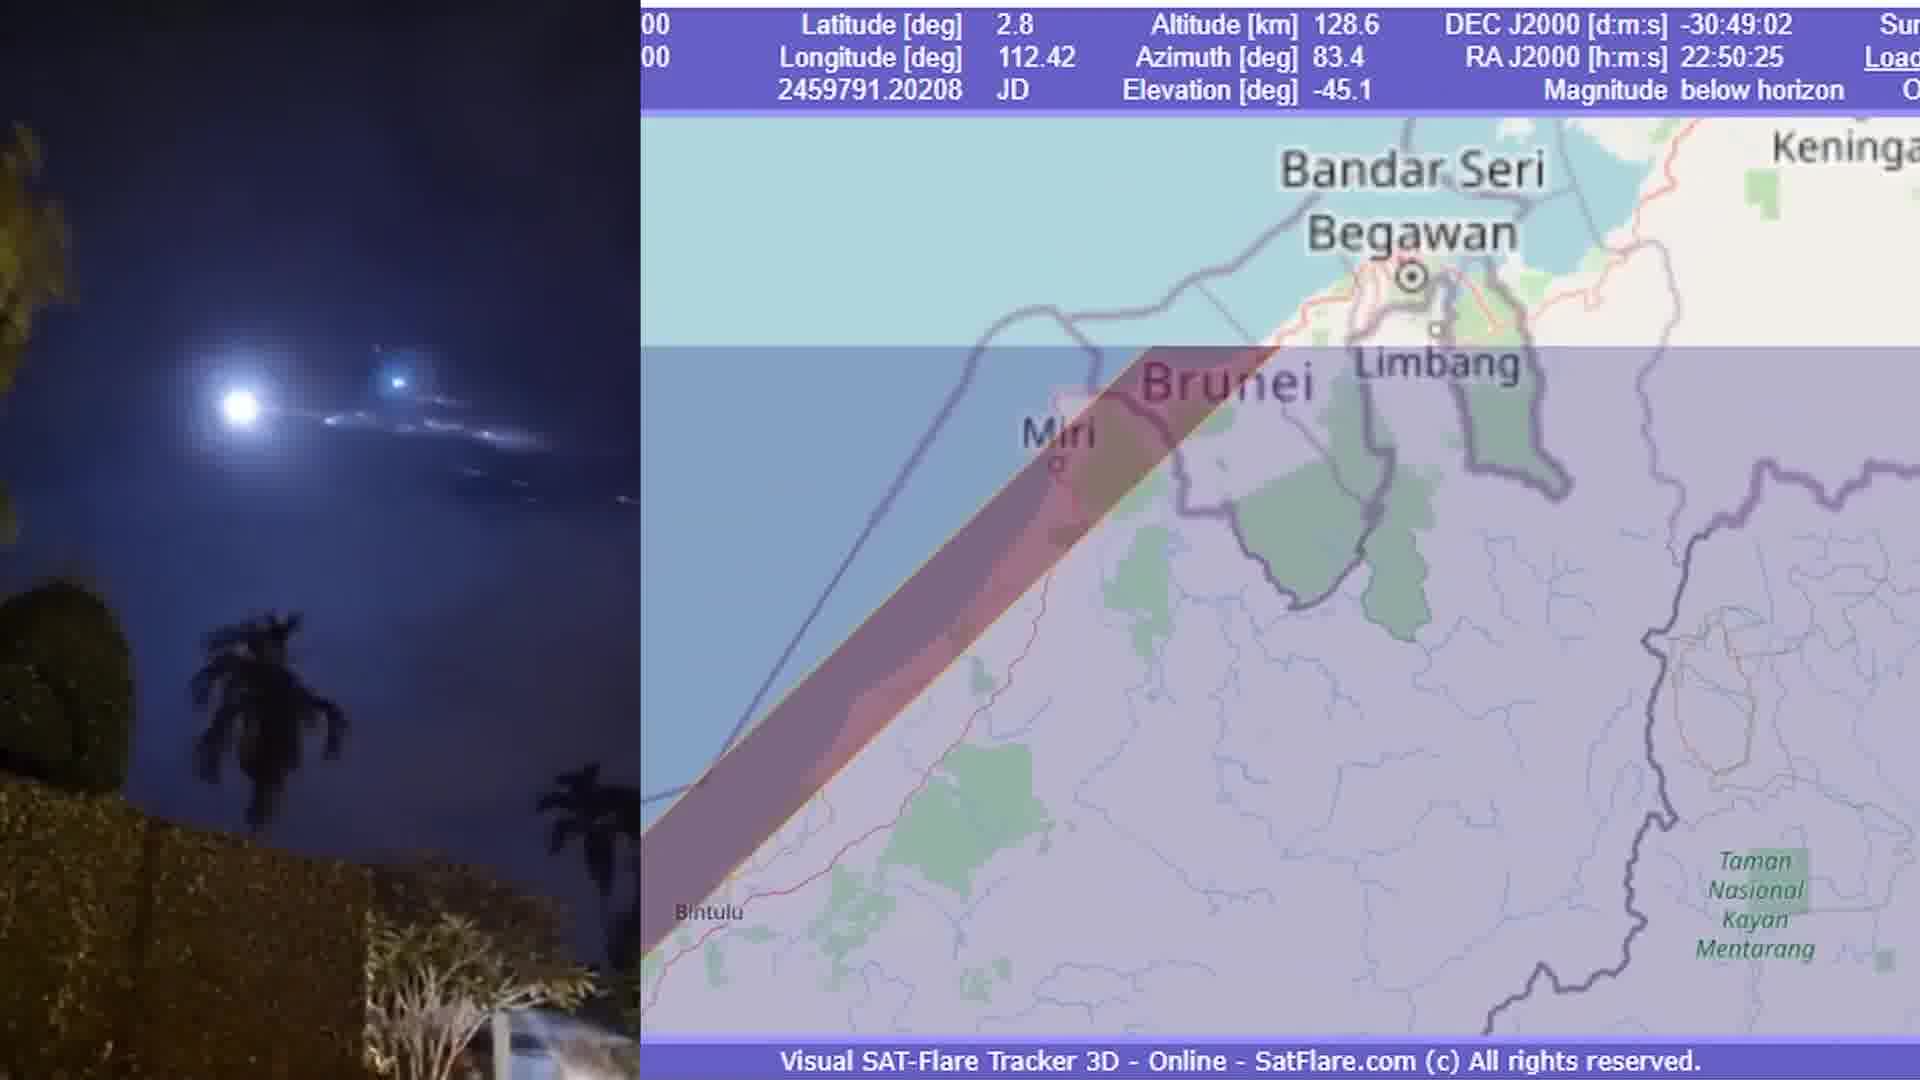 00 Latitude [deg] 2.8 Altitude [km] 128.6 DEC J2000 [d:m:s] -30:49:02 Sun
00 Longitude [deg] 112.42 Azimuth [deg] 83.4 RA J2000 [h:m:s] 22:50:25 Load
2459791.20208 JD Elevation [deg] -45.1 Magnitude below horizon O
Keninga
Bandar Seri
Begawan
Limbang
Brunei
Miri
Bintulu
Taman
Nasional
Kayan
Mentarang
Visual SAT-Flare Tracker 3D - Online - SatFlare.com (c) All rights reserved.